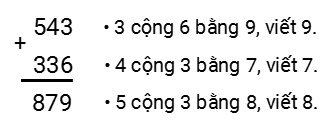 543 • 3 cộng 6 bằng 9, viết 9.
+
336 • 4 cộng 3 bằng 7, viết 7.
879 • 5 cộng 3 bằng 8, viết 8.